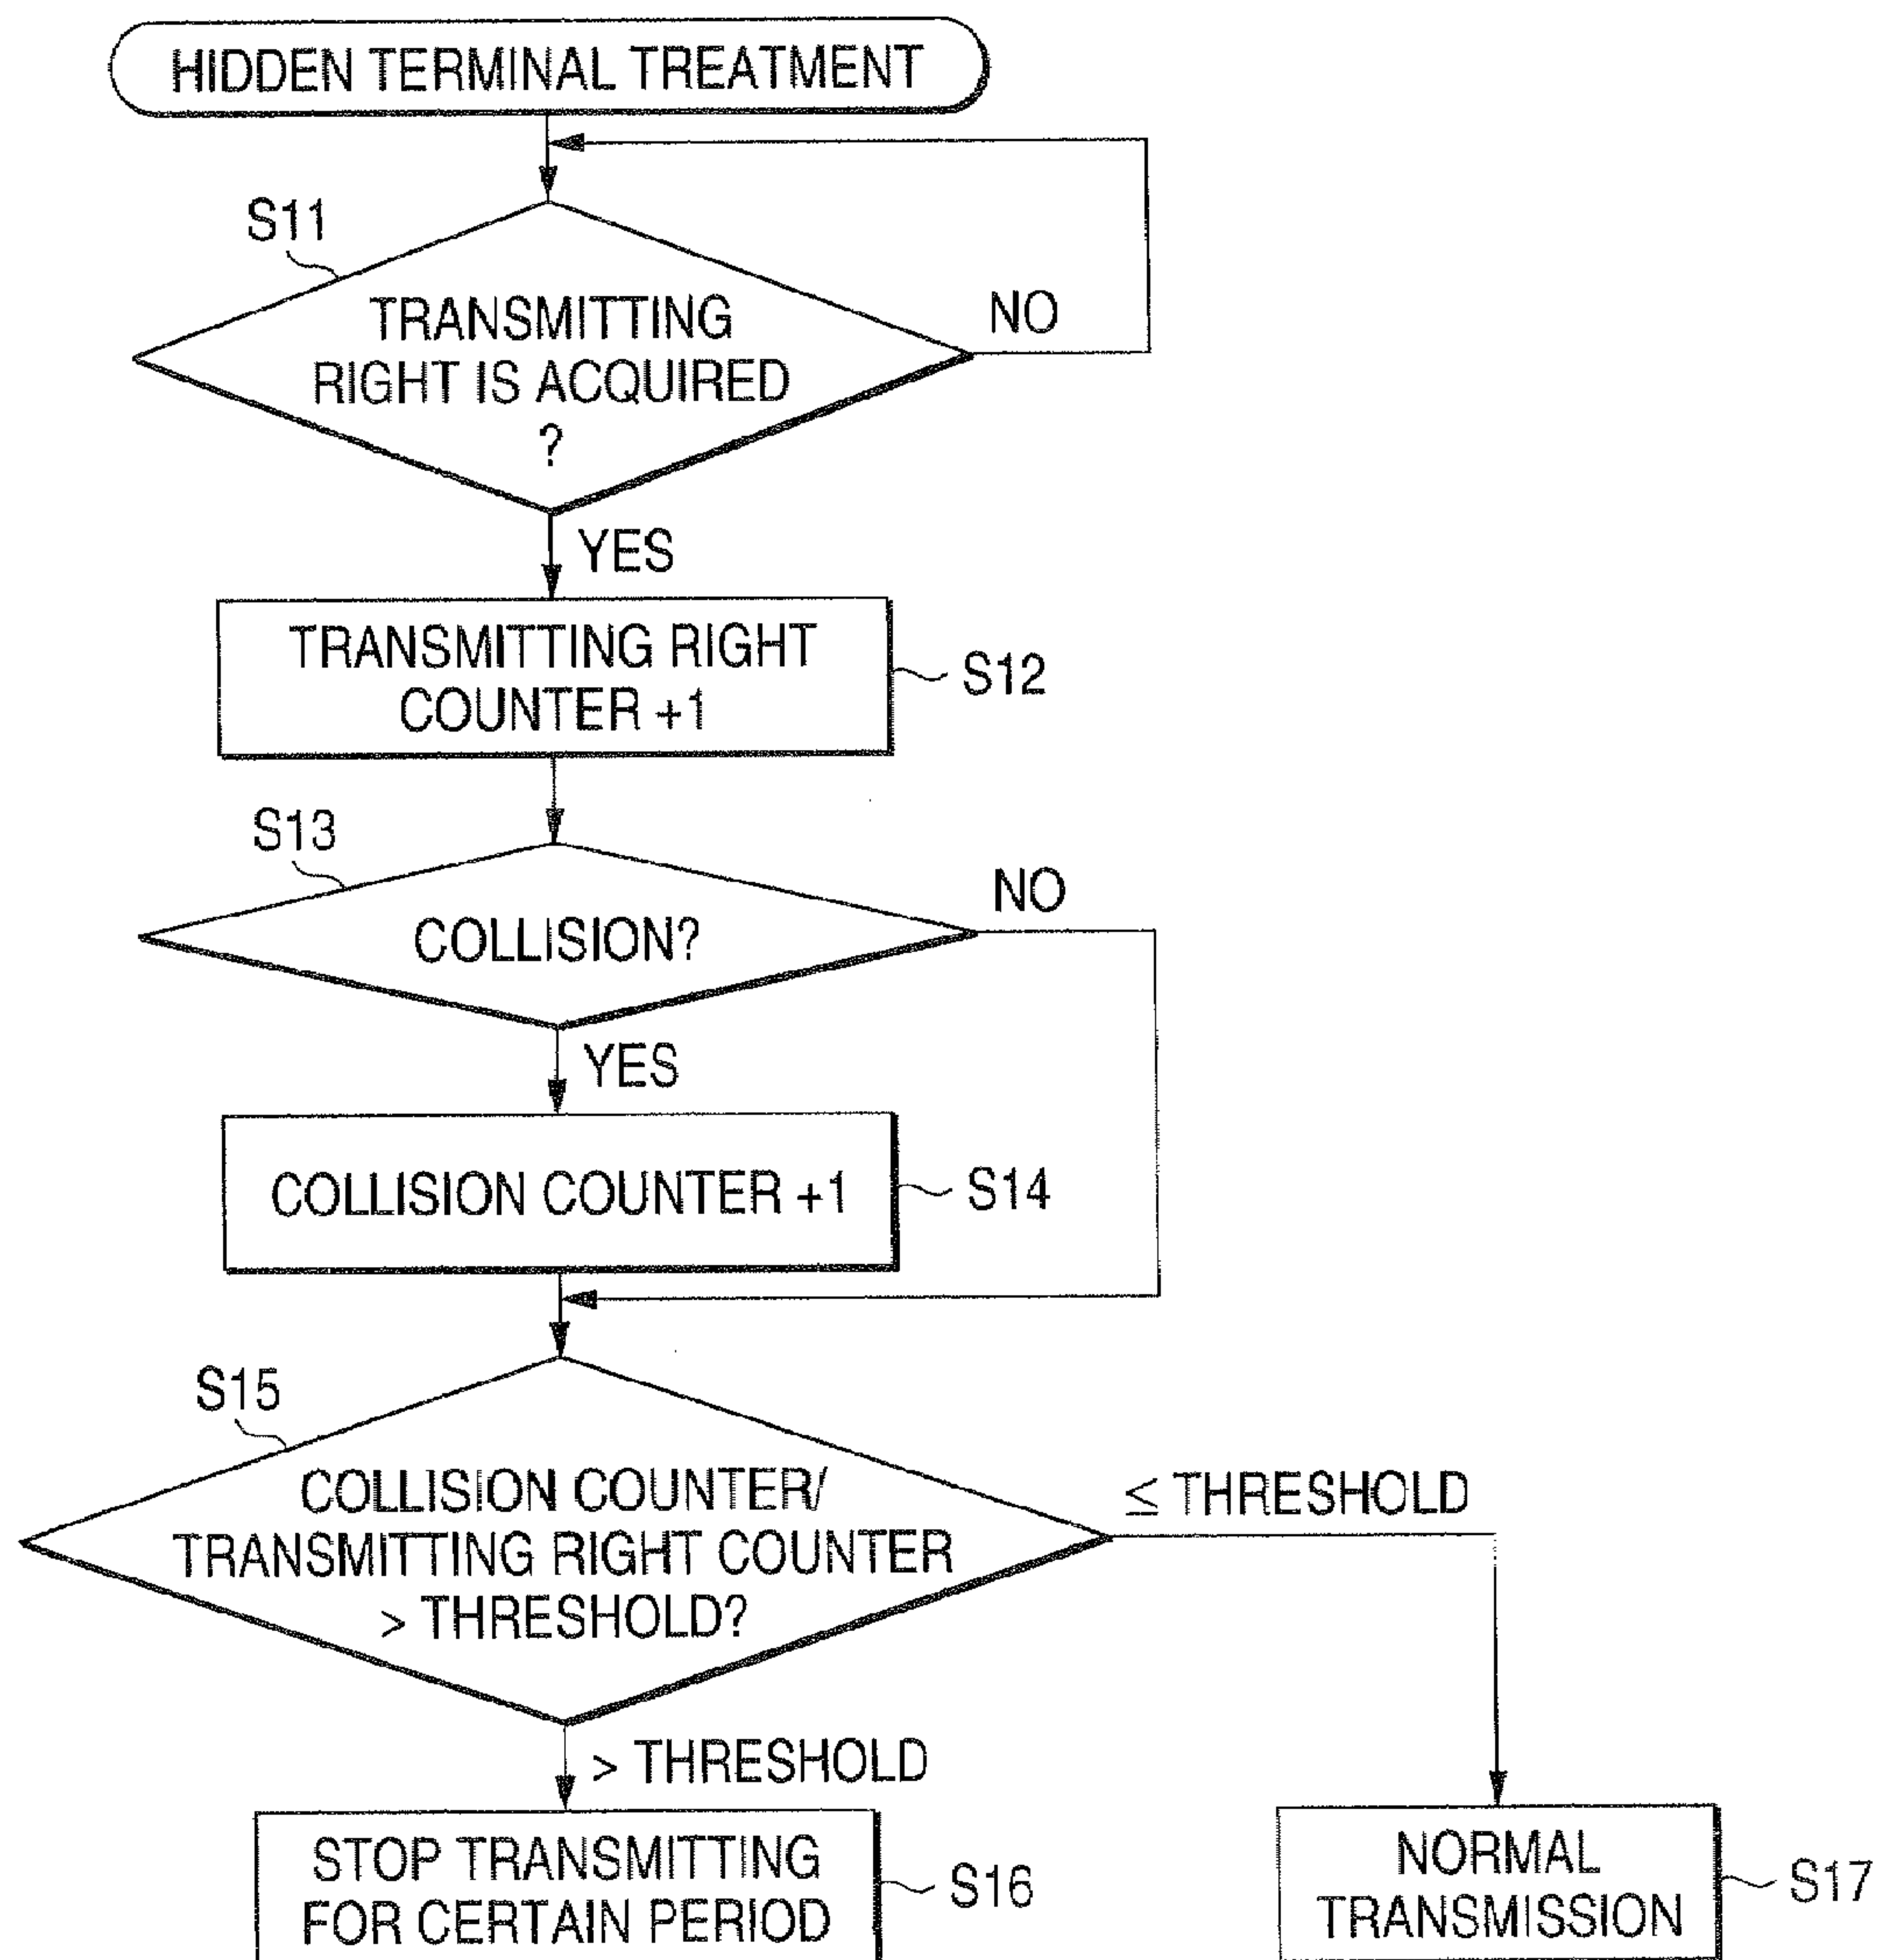 HIDDEN TERMINAL TREATMENT
S11
TRANSMITTING
RIGHT IS ACQUIRED
?
NO
YES
TRANSMITTING RIGHT
COUNTER +1
S12
S13
COLLISION?
NO
YES
COLLISION COUNTER +1
S14
S15
COLLISION COUNTER/
TRANSMITTING RIGHT COUNTER
> THRESHOLD?
≤ THRESHOLD
> THRESHOLD
STOP TRANSMITTING
FOR CERTAIN PERIOD
S16
NORMAL
TRANSMISSION
S17